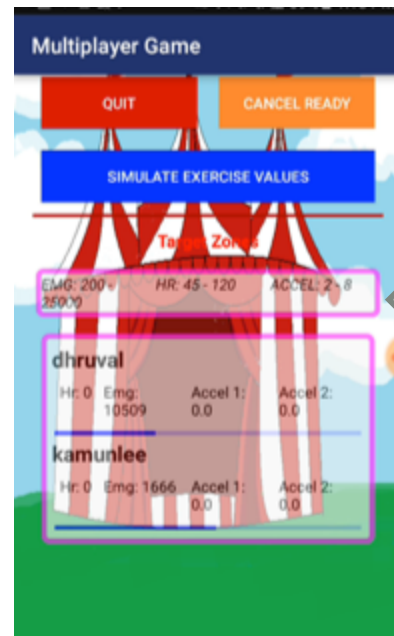 Multiplayer Game
QUIT CANCEL READY
SIMULATE EXERCISE VALUES
Target Zones
EMG: 200 - HR: 45 - 120 ACCEL: 2 - 8
25000
dhruval
Hr: 0 Emg: Accel 1: Accel 2:
10509 0.0 0.0
kamunlee
Hr: 0 Emg: 1666 Accel 1: Accel 2:
0.0 0.0